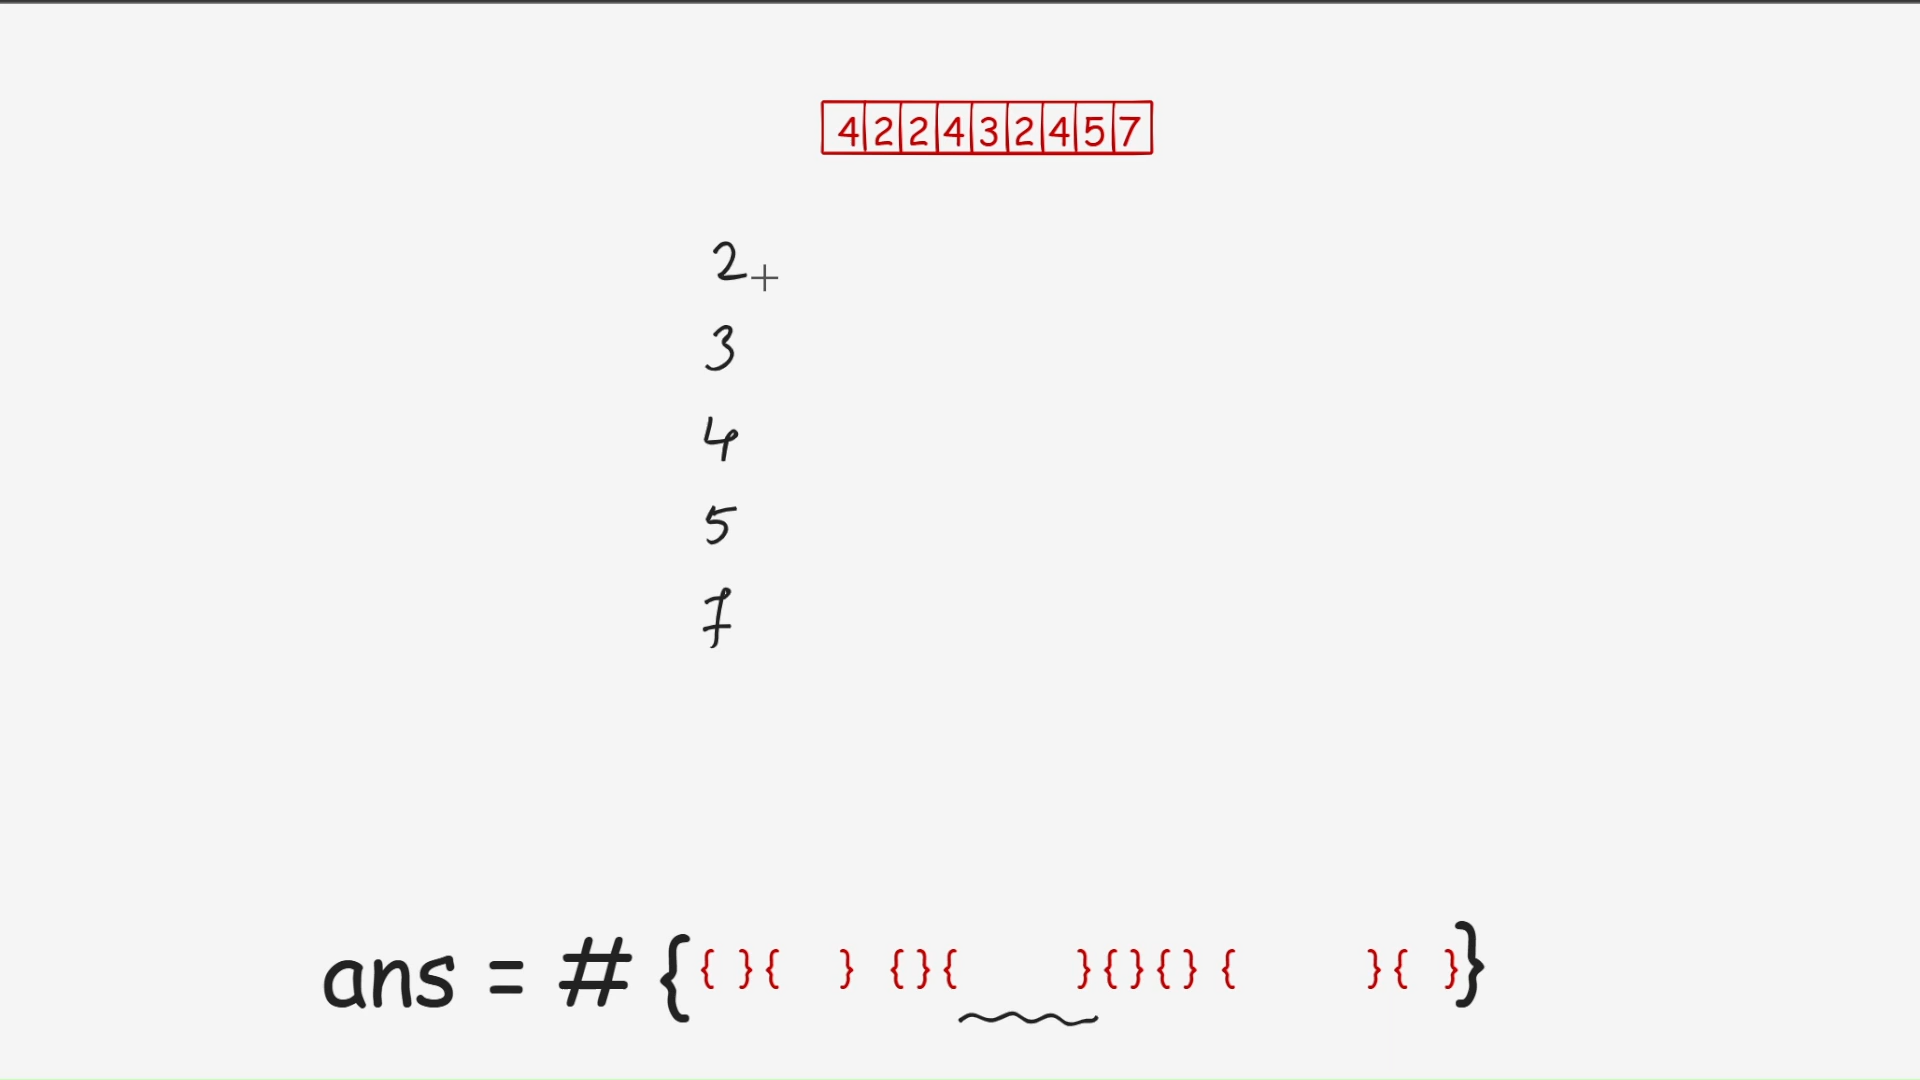 4 2 2 4 3 2 4 5 7
2
3
4
5
7
ans = # { { } { } { } { } { } { } { } { } }